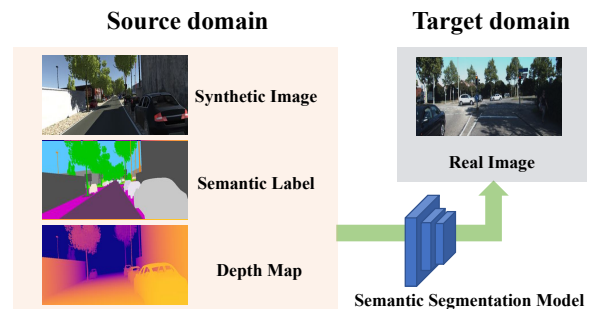 Source domain
Target domain
Synthetic Image
Semantic Label
Real Image
Depth Map
Semantic Segmentation Model